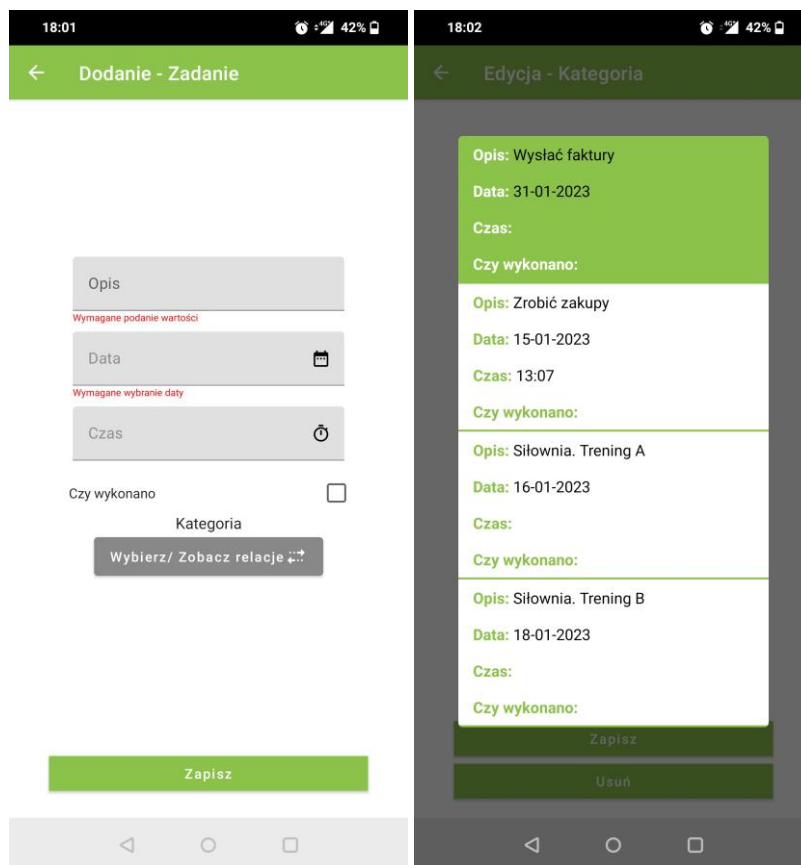 18:01
4G+ 42%
Dodanie - Zadanie
Opis
Wymagane podanie wartości
Data
Wymagane wybranie daty
Czas
Czy wykonano
Kategoria
Wybierz/ Zobacz relacje
Zapisz
18:02
4G+ 42%
Edycja - Kategoria
Opis: Wysłać faktury
Data: 31-01-2023
Czas:
Czy wykonano:
Opis: Zrobić zakupy
Data: 15-01-2023
Czas: 13:07
Czy wykonano:
Opis: Siłownia. Trening A
Data: 16-01-2023
Czas:
Czy wykonano:
Opis: Siłownia. Trening B
Data: 18-01-2023
Czas:
Czy wykonano:
Zapisz
Usuń